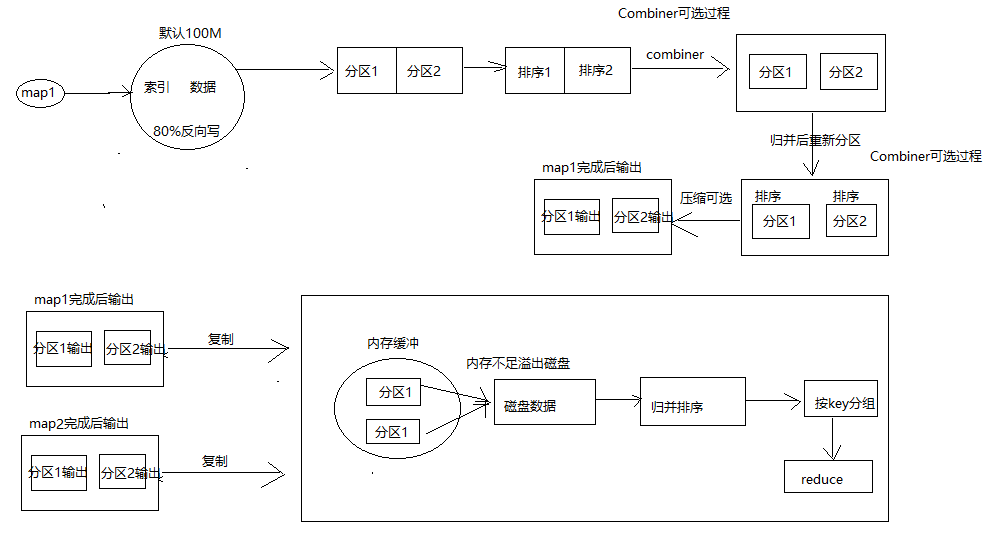 Combiner可选过程
默认100M
map1
索引 数据
80%反向写
分区1 分区2
排序1 排序2
combiner
分区1 分区2
归并后重新分区
Combiner可选过程
map1完成后输出
分区1输出 分区2输出
压缩可选
排序 排序
分区1 分区2
map1完成后输出
分区1输出 分区2输出
复制
map2完成后输出
分区1输出 分区2输出
复制
内存缓冲
分区1
分区1
内存不足溢出磁盘
磁盘数据
归并排序
按key分组
reduce